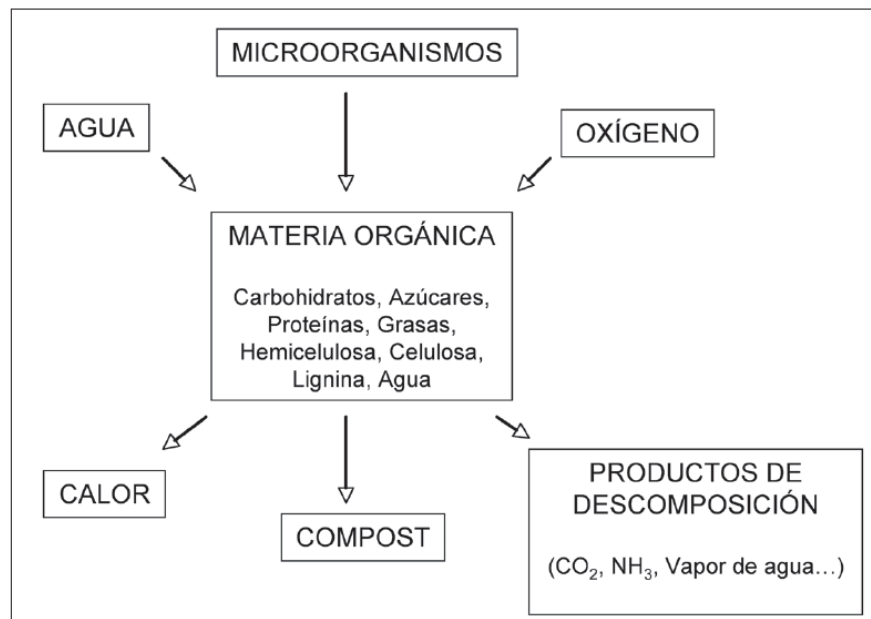 MICROORGANISMOS
AGUA
OXÍGENO
MATERIA ORGÁNICA
Carbohidratos, Azúcares,
Proteínas, Grasas,
Hemicelulosa, Celulosa,
Lignina, Agua
CALOR
COMPOST
PRODUCTOS DE
DESCOMPOSICIÓN
(CO₂, NH₃, Vapor de agua…)